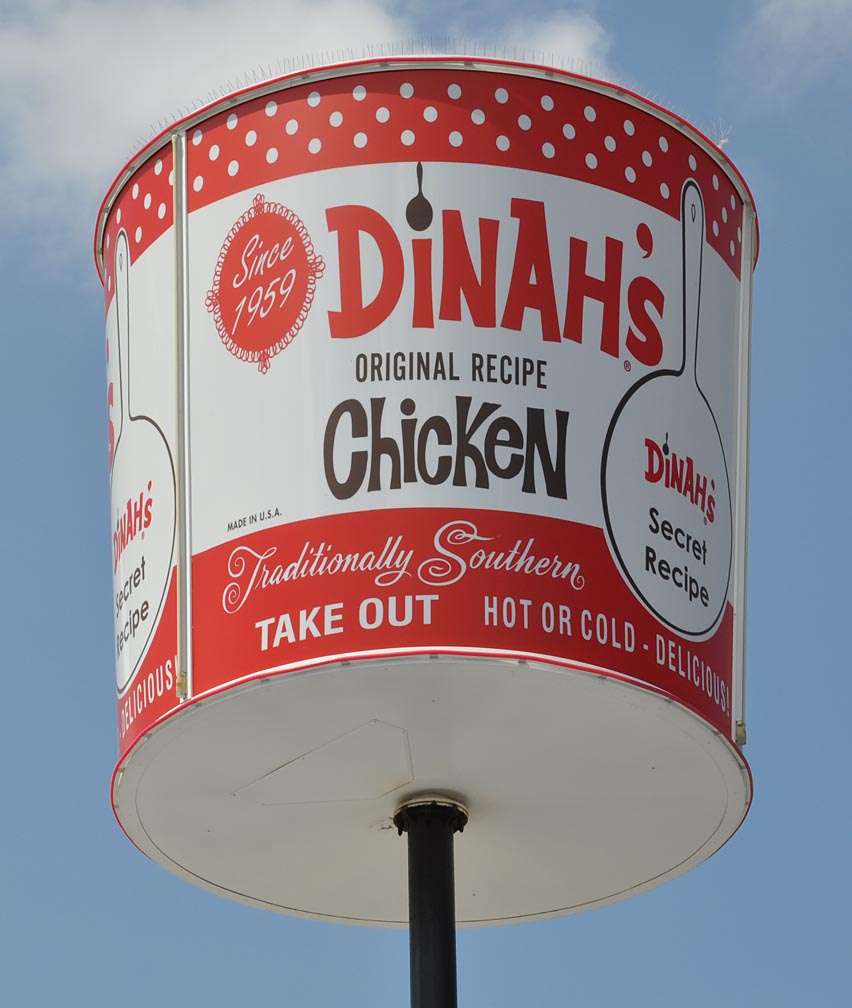 Since
1959
DiNAH's
®
ORIGINAL RECIPE
ChicKeN
MADE IN U.S.A.
Traditionally Southern
TAKE OUT HOT OR COLD - DELICIOUS!
DiNAH's
Secret
Recipe
s
DiNAH's
Secret
Recipe
DELICIOUS!